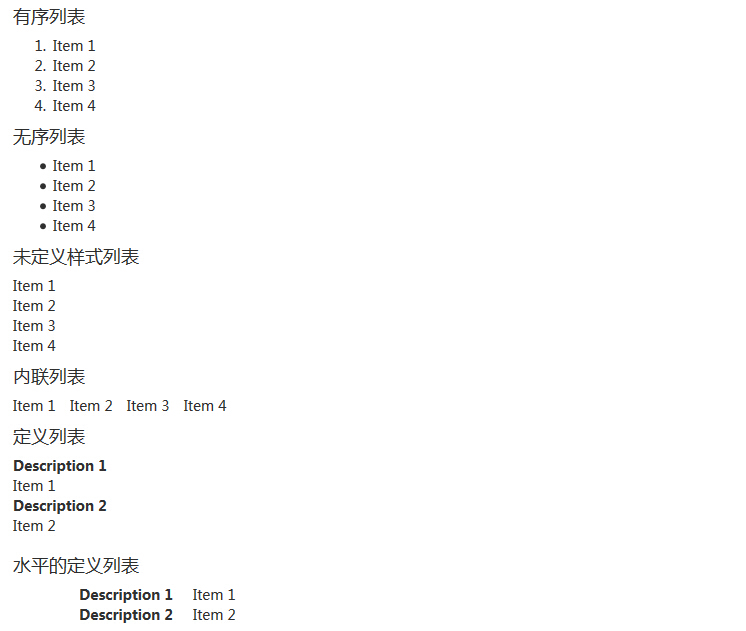 有序列表
1. Item 1
2. Item 2
3. Item 3
4. Item 4
无序列表
● Item 1
● Item 2
● Item 3
● Item 4
未定义样式列表
Item 1
Item 2
Item 3
Item 4
内联列表
Item 1 Item 2 Item 3 Item 4
定义列表
Description 1
Item 1
Description 2
Item 2
水平的定义列表
Description 1 Item 1
Description 2 Item 2